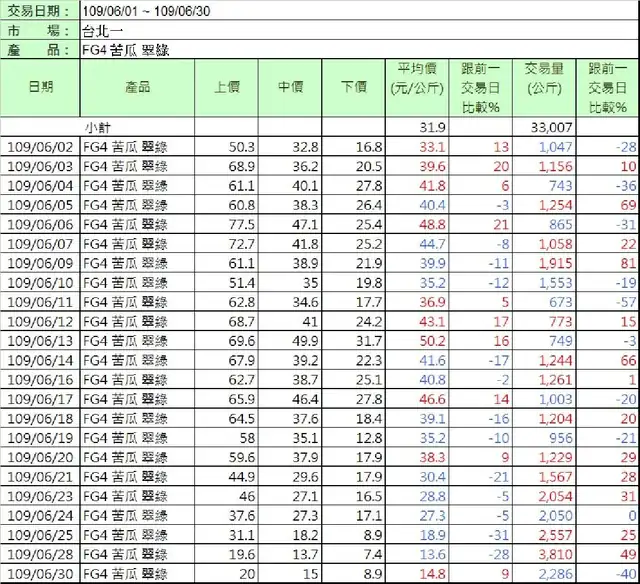 交易日期： 109/06/01 ~ 109/06/30
市 場： 台北一
產 品： FG4 苦瓜 翠綠
日期 產品 上價 中價 下價 平均價(元/公斤) 跟前一交易日比較% 交易量(公斤) 跟前一交易日比較%
小計 31.9 33,007
109/06/02 FG4 苦瓜 翠綠 50.3 32.8 16.8 33.1 13 1,047 -28
109/06/03 FG4 苦瓜 翠綠 68.9 36.2 20.5 39.6 20 1,156 10
109/06/04 FG4 苦瓜 翠綠 61.1 40.1 27.8 41.8 6 743 -36
109/06/05 FG4 苦瓜 翠綠 60.8 38.3 26.4 40.4 -3 1,254 69
109/06/06 FG4 苦瓜 翠綠 77.5 47.1 25.4 48.8 21 865 -31
109/06/07 FG4 苦瓜 翠綠 72.7 41.8 25.2 44.7 -8 1,058 22
109/06/09 FG4 苦瓜 翠綠 61.1 38.9 21.9 39.9 -11 1,915 81
109/06/10 FG4 苦瓜 翠綠 51.4 35 19.8 35.2 -12 1,553 -19
109/06/11 FG4 苦瓜 翠綠 62.8 34.6 17.7 36.9 5 673 -57
109/06/12 FG4 苦瓜 翠綠 68.7 41 24.2 43.1 17 773 15
109/06/13 FG4 苦瓜 翠綠 69.6 49.9 31.7 50.2 16 749 -3
109/06/14 FG4 苦瓜 翠綠 67.9 39.2 22.3 41.6 -17 1,244 66
109/06/16 FG4 苦瓜 翠綠 62.7 38.7 25.1 40.8 -2 1,261 1
109/06/17 FG4 苦瓜 翠綠 65.9 46.4 27.8 46.6 14 1,003 -20
109/06/18 FG4 苦瓜 翠綠 64.5 37.6 18.4 39.1 -16 1,204 20
109/06/19 FG4 苦瓜 翠綠 58 35.1 12.8 35.2 -10 956 -21
109/06/20 FG4 苦瓜 翠綠 59.6 37.9 17.9 38.3 9 1,229 29
109/06/21 FG4 苦瓜 翠綠 44.9 29.6 17.9 30.4 -21 1,567 28
109/06/23 FG4 苦瓜 翠綠 46 27.1 16.5 28.8 -5 2,054 31
109/06/24 FG4 苦瓜 翠綠 37.6 27.3 17.1 27.3 -5 2,050 0
109/06/25 FG4 苦瓜 翠綠 31.1 18.2 8.9 18.9 -31 2,557 25
109/06/28 FG4 苦瓜 翠綠 19.6 13.7 7.4 13.6 -28 3,810 49
109/06/30 FG4 苦瓜 翠綠 20 15 8.9 14.8 9 2,286 -40